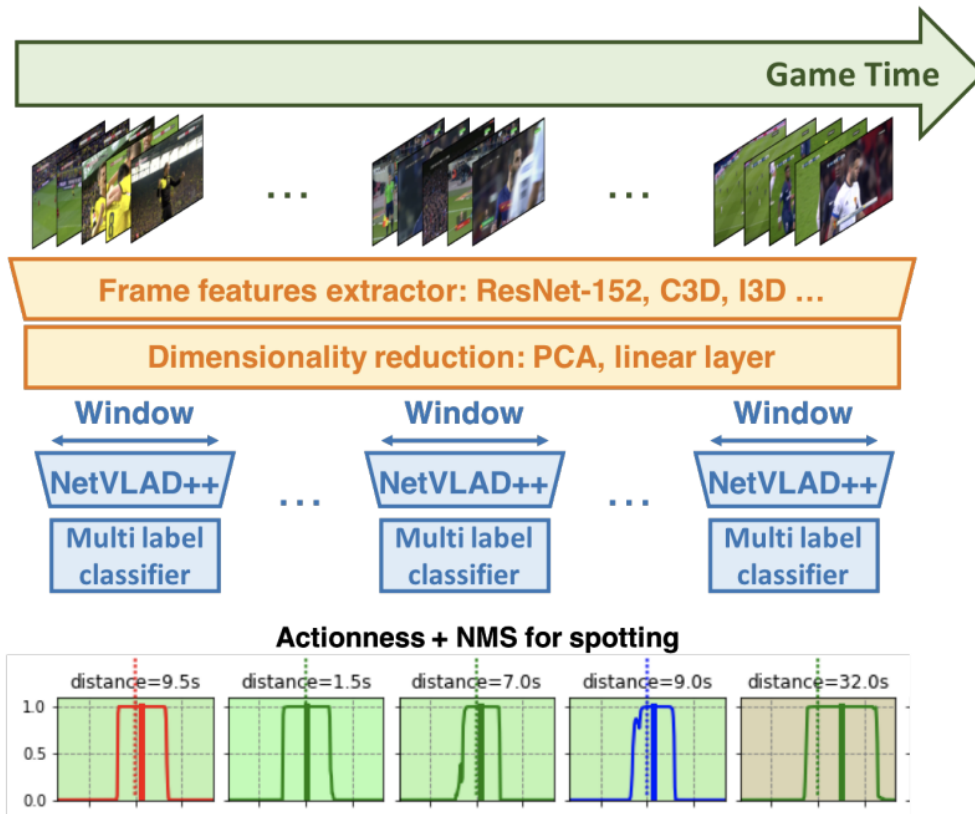 Game Time
... ...
Frame features extractor: ResNet-152, C3D, I3D ...
Dimensionality reduction: PCA, linear layer
Window Window Window
NetVLAD++ ... NetVLAD++ ... NetVLAD++
Multi label Multi label Multi label
classifier classifier classifier
Actionness + NMS for spotting
distance=9.5s distance=1.5s distance=7.0s distance=9.0s distance=32.0s
1.0
0.5
0.0